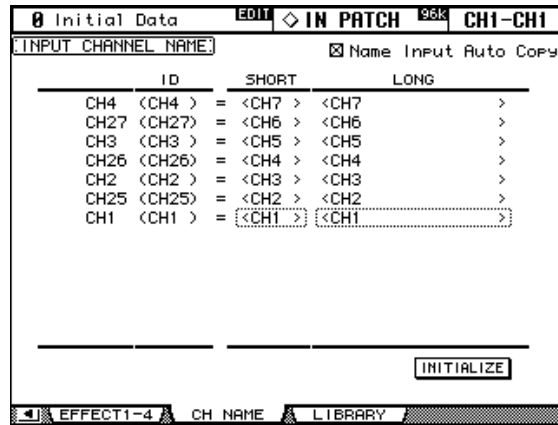 0 Initial Data EDIT ◇ IN PATCH 96k CH1-CH1
INPUT CHANNEL NAME
☒ Name Input Auto Copy
ID SHORT LONG
CH4 (CH4 ) = <CH7 > <CH7 >
CH27 (CH27) = <CH6 > <CH6 >
CH3 (CH3 ) = <CH5 > <CH5 >
CH26 (CH26) = <CH4 > <CH4 >
CH2 (CH2 ) = <CH3 > <CH3 >
CH25 (CH25) = <CH2 > <CH2 >
CH1 (CH1 ) = <CH1 > <CH1 >
INITIALIZE
EFFECT1-4 CH NAME LIBRARY